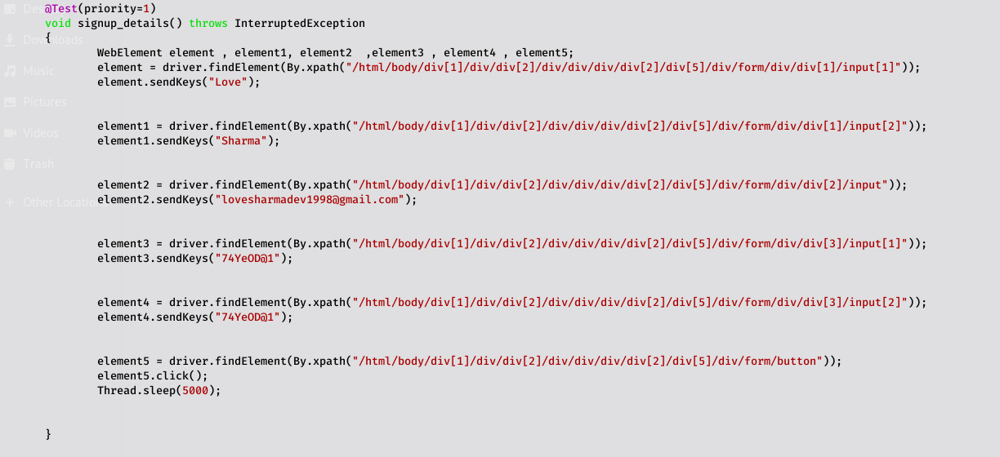 @Test(priority=1)
void signup_details() throws InterruptedException
{
WebElement element , element1, element2  ,element3 , element4 , element5;
element = driver.findElement(By.xpath("/html/body/div[1]/div/div[2]/div/div/div/div[2]/div[5]/div/form/div/div[1]/input[1]"));
element.sendKeys("Love");
element1 = driver.findElement(By.xpath("/html/body/div[1]/div/div[2]/div/div/div/div[2]/div[5]/div/form/div/div[1]/input[2]"));
element1.sendKeys("Sharma");
element2 = driver.findElement(By.xpath("/html/body/div[1]/div/div[2]/div/div/div/div[2]/div[5]/div/form/div/div[2]/input"));
element2.sendKeys("lovesharmadev1998@gmail.com");
element3 = driver.findElement(By.xpath("/html/body/div[1]/div/div[2]/div/div/div/div[2]/div[5]/div/form/div/div[3]/input[1]"));
element3.sendKeys("74YeOD@1");
element4 = driver.findElement(By.xpath("/html/body/div[1]/div/div[2]/div/div/div/div[2]/div[5]/div/form/div/div[3]/input[2]"));
element4.sendKeys("74YeOD@1");
element5 = driver.findElement(By.xpath("/html/body/div[1]/div/div[2]/div/div/div/div[2]/div[5]/div/form/button"));
element5.click();
Thread.sleep(5000);
}
Downloads
Music
Pictures
Videos
Trash
+ Other